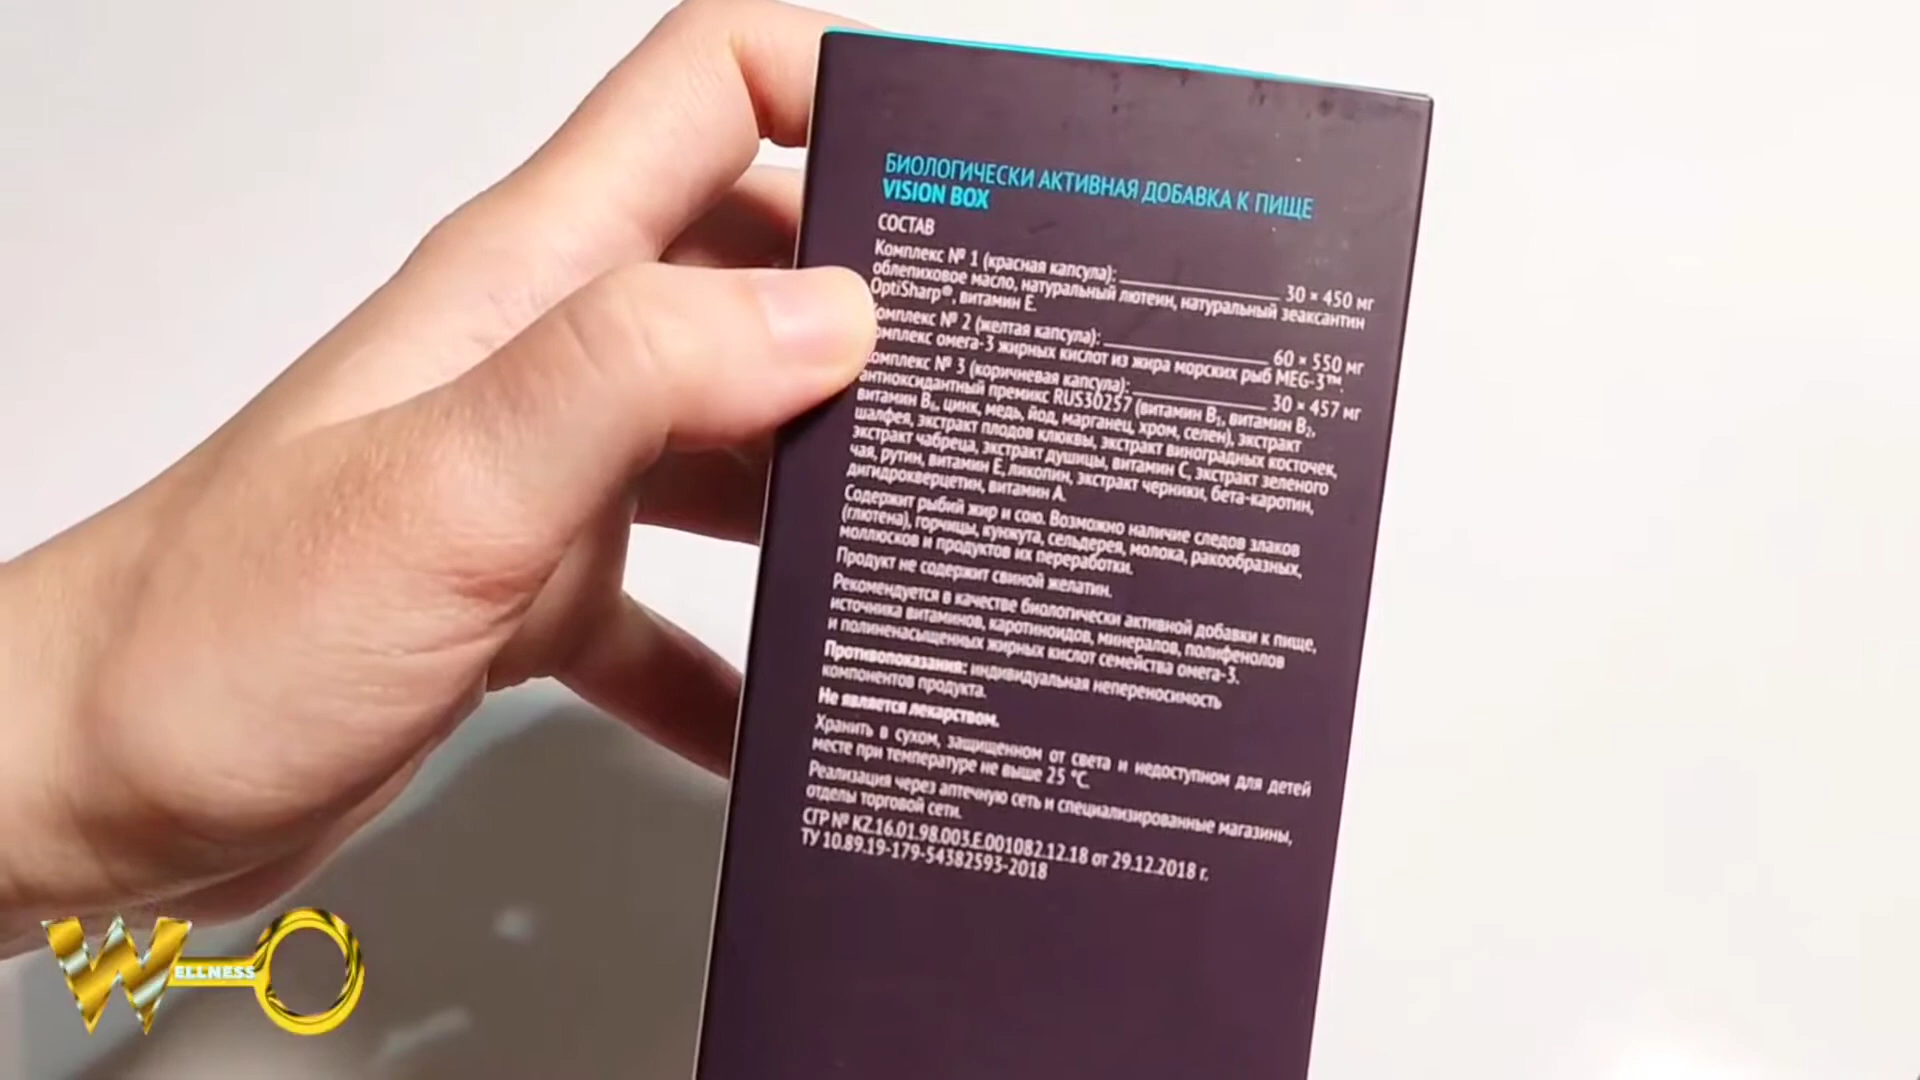 БИОЛОГИЧЕСКИ АКТИВНАЯ ДОБАВКА К ПИЩЕ
VISION BOX
СОСТАВ
Комплекс № 1 (красная капсула): 30 × 450 мг
облепиховое масло, натуральный лютеин, натуральный зеаксантин
OptiSharp®, витамин Е.
омплекс № 2 (желтая капсула): 60 × 550 мг
омплекс омега-3 жирных кислот из жира морских рыб MEG-3™.
омплекс № 3 (коричневая капсула): 30 × 457 мг
антиоксидантный премикс RUS30257 (витамин В₁, витамин В₂,
витамин В₆, цинк, медь, йод, марганец, хром, селен), экстракт
шалфея, экстракт плодов клюквы, экстракт виноградных косточек,
экстракт чабреца, экстракт душицы, витамин С, экстракт зеленого
чая, рутин, витамин Е, ликопин, экстракт черники, бета-каротин,
дигидрокверцетин, витамин А.
Содержит рыбий жир и сою. Возможно наличие следов злаков
(глютена), горчицы, кунжута, сельдерея, молока, ракообразных,
моллюсков и продуктов их переработки.
Продукт не содержит свиной желатин.
Рекомендуется в качестве биологически активной добавки к пище,
источника витаминов, каротиноидов, минералов, полифенолов
и полиненасыщенных жирных кислот семейства омега-3.
Противопоказания: индивидуальная непереносимость
компонентов продукта.
Не является лекарством.
Хранить в сухом, защищенном от света и недоступном для детей
месте при температуре не выше 25 °С.
Реализация через аптечную сеть и специализированные магазины,
отделы торговой сети.
СГР № KZ.16.01.98.003.E.001082.12.18 от 29.12.2018 г.
ТУ 10.89.19-179-54382593-2018
WELLNESS